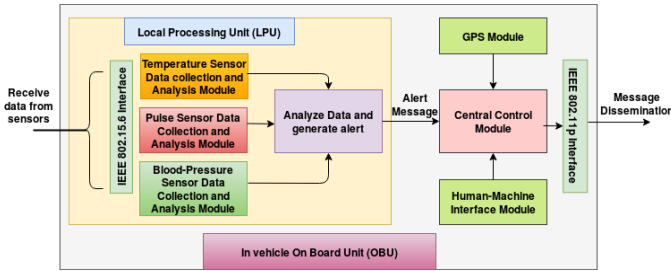 Local Processing Unit (LPU)
GPS Module
Receive
data from
sensors
IEEE 802.15.6 Interface
Temperature Sensor
Data collection and
Analysis Module
Pulse Sensor Data
Collection and
Analysis Module
Blood-Pressure
Sensor Data
Collection and
Analysis Module
Analyze Data and
generate alert
Alert
Message
Central Control
Module
Human-Machine
Interface Module
IEEE 802.11p Interface
Message
Dissemination
In vehicle On Board Unit (OBU)